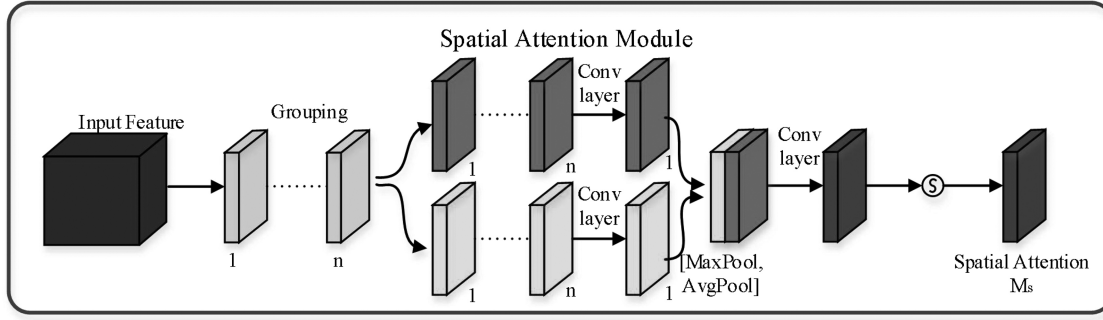 Spatial Attention Module
Input Feature
Grouping
1
n
1
n
Conv
layer
1
1
n
Conv
layer
1
[MaxPool,
AvgPool]
Conv
layer
S
Spatial Attention
Ms